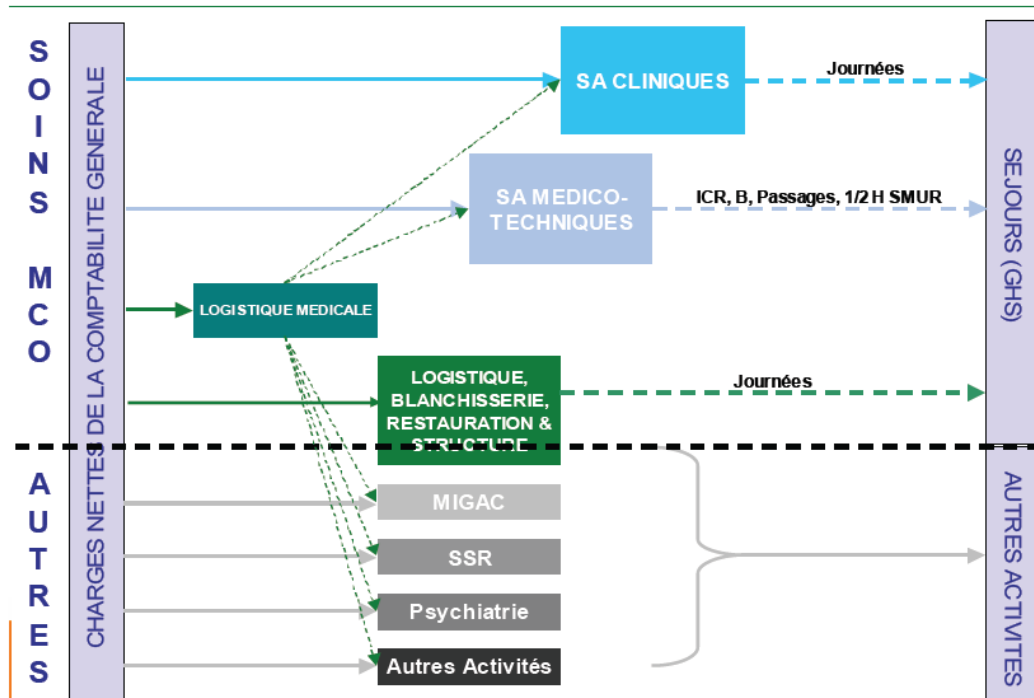 SOINS MCO
AUTRES
CHARGES NETTES DE LA COMPTABILITE GENERALE
SA CLINIQUES
Journées
SA MEDICO-
TECHNIQUES
ICR, B, Passages, 1/2 H SMUR
LOGISTIQUE MEDICALE
LOGISTIQUE,
BLANCHISSERIE,
RESTAURATION &
STRUCTURE
Journées
MIGAC
SSR
Psychiatrie
Autres Activités
SEJOURS (GHS)
AUTRES ACTIVITES